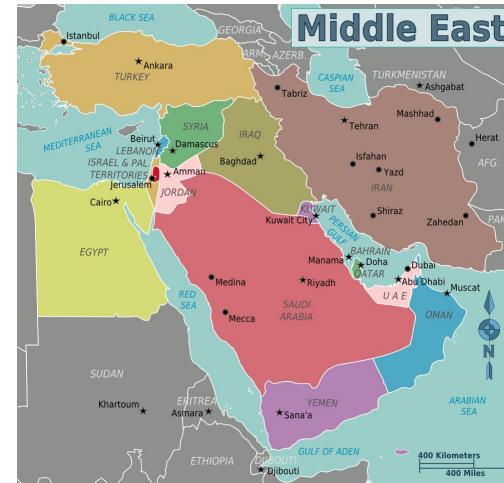 Middle East
BLACK SEA
Istanbul
GEORGIA
Ankara
TURKEY
ARM.
AZERB.
CASPIAN
SEA
TURKMENISTAN
Ashgabat
Tabriz
Tehran
Mashhad
Herat
AFG.
MEDITERRANEAN
SEA
SYRIA
IRAQ
Beirut
LEBANON
Damascus
Baghdad
Isfahan
Yazd
IRAN
ISRAEL & PAL.
TERRITORIES
Amman
Jerusalem
JORDAN
Cairo
KUWAIT
Kuwait City
Shiraz
Zahedan
PAK
EGYPT
PERSIAN
GULF
BAHRAIN
Manama
Doha
QATAR
Dubai
Abu Dhabi
U A E
Muscat
Medina
Riyadh
RED
SEA
SAUDI
ARABIA
Mecca
OMAN
N
SUDAN
Khartoum
ERITREA
Asmara
YEMEN
Sana'a
ARABIAN
SEA
ETHIOPIA
DJIBOUTI
Djibouti
GULF OF ADEN
400 Kilometers
400 Miles